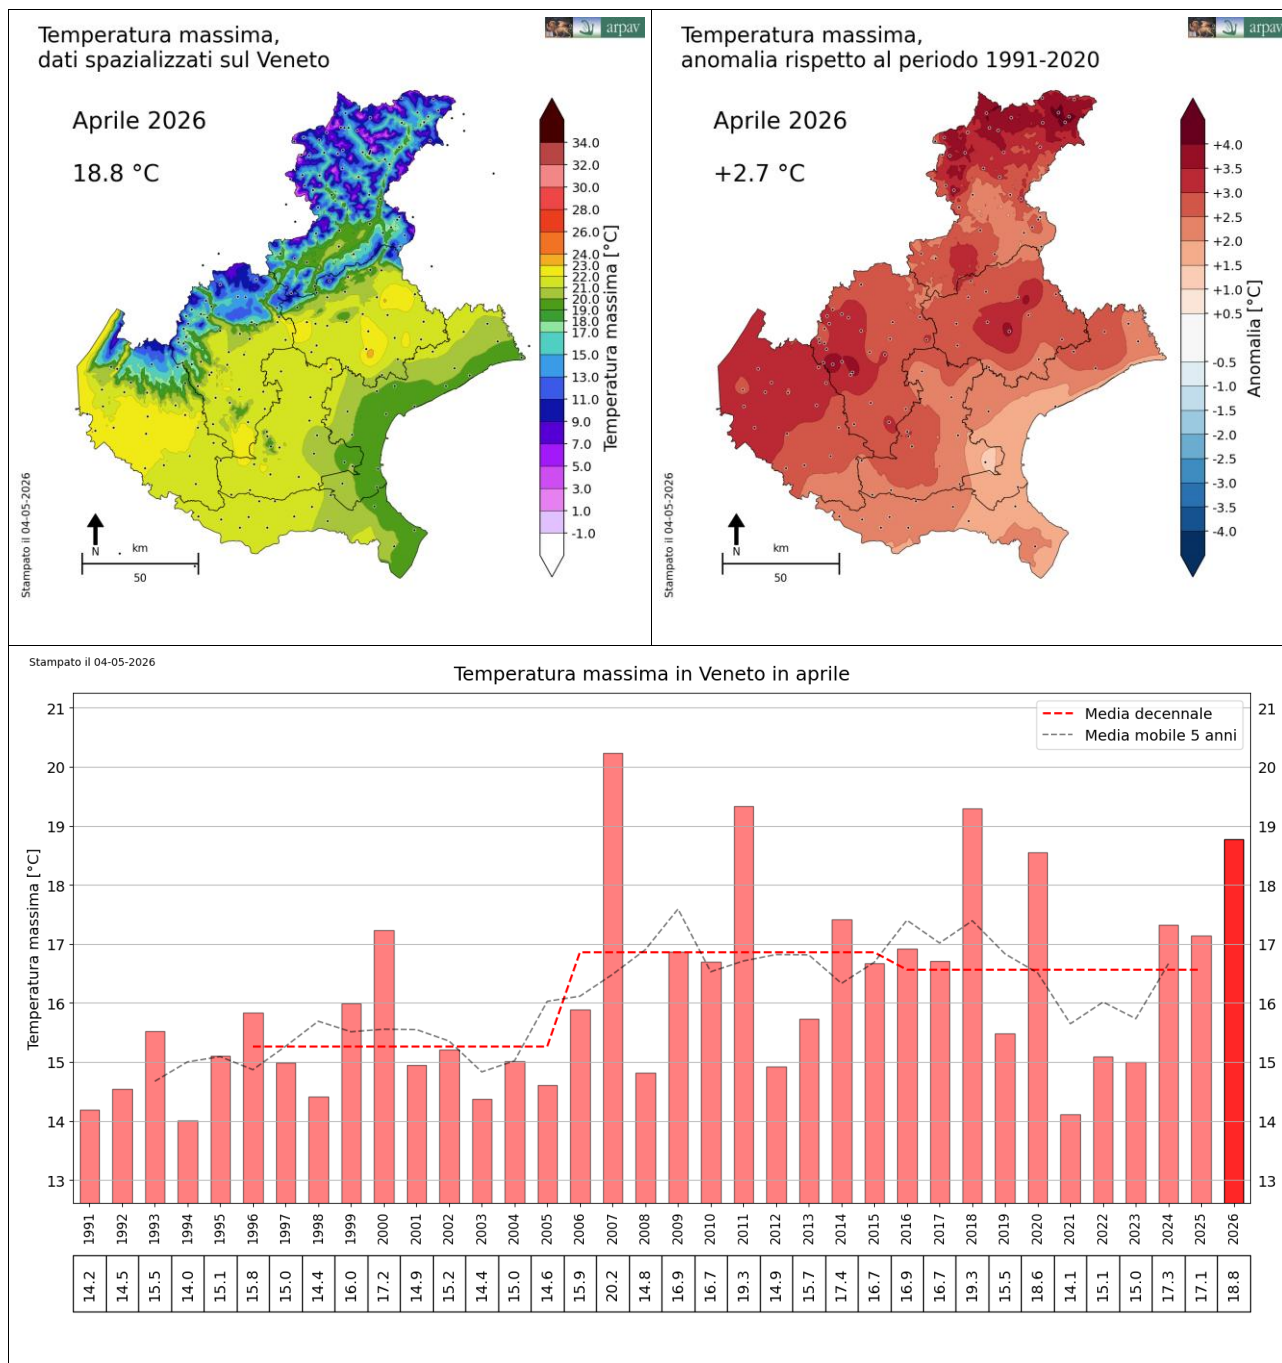 Temperatura massima,
dati spazializzati sul Veneto
arpav
Aprile 2026
18.8 °C
34.0
32.0
30.0
28.0
26.0
24.0
23.0
22.0
21.0
20.0
19.0
18.0
17.0
15.0
13.0
11.0
9.0
7.0
5.0
3.0
1.0
-1.0
Temperatura massima [°C]
Stampato il 04-05-2026
N
km
50
Temperatura massima,
anomalia rispetto al periodo 1991-2020
arpav
Aprile 2026
+2.7 °C
+4.0
+3.5
+3.0
+2.5
+2.0
+1.5
+1.0
+0.5
-0.5
-1.0
-1.5
-2.0
-2.5
-3.0
-3.5
-4.0
Anomalia [°C]
Stampato il 04-05-2026
N
km
50
Stampato il 04-05-2026
Temperatura massima in Veneto in aprile
Media decennale
Media mobile 5 anni
Temperatura massima [°C]
21
20
19
18
17
16
15
14
13
21
20
19
18
17
16
15
14
13
1991 1992 1993 1994 1995 1996 1997 1998 1999 2000 2001 2002 2003 2004 2005 2006 2007 2008 2009 2010 2011 2012 2013 2014 2015 2016 2017 2018 2019 2020 2021 2022 2023 2024 2025 2026
14.2 14.5 15.5 14.0 15.1 15.8 15.0 14.4 16.0 17.2 14.9 15.2 14.4 15.0 14.6 15.9 20.2 14.8 16.9 16.7 19.3 14.9 15.7 17.4 16.7 16.9 16.7 19.3 15.5 18.6 14.1 15.1 15.0 17.3 17.1 18.8